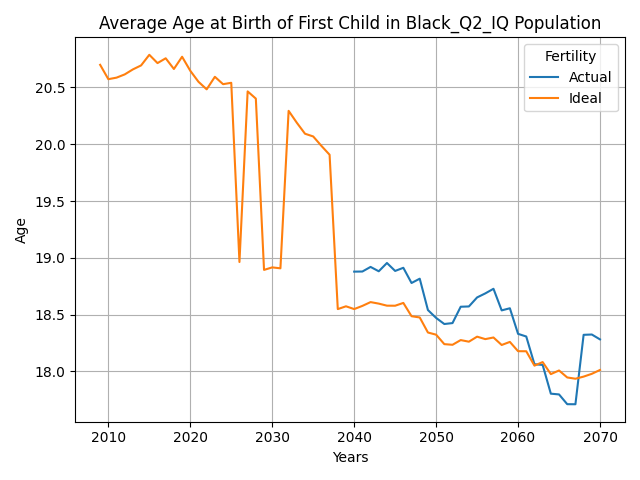 Average Age at Birth of First Child in Black_Q2_IQ Population
Fertility
Actual
Ideal
Age
20.5
20.0
19.5
19.0
18.5
18.0
2010 2020 2030 2040 2050 2060 2070
Years